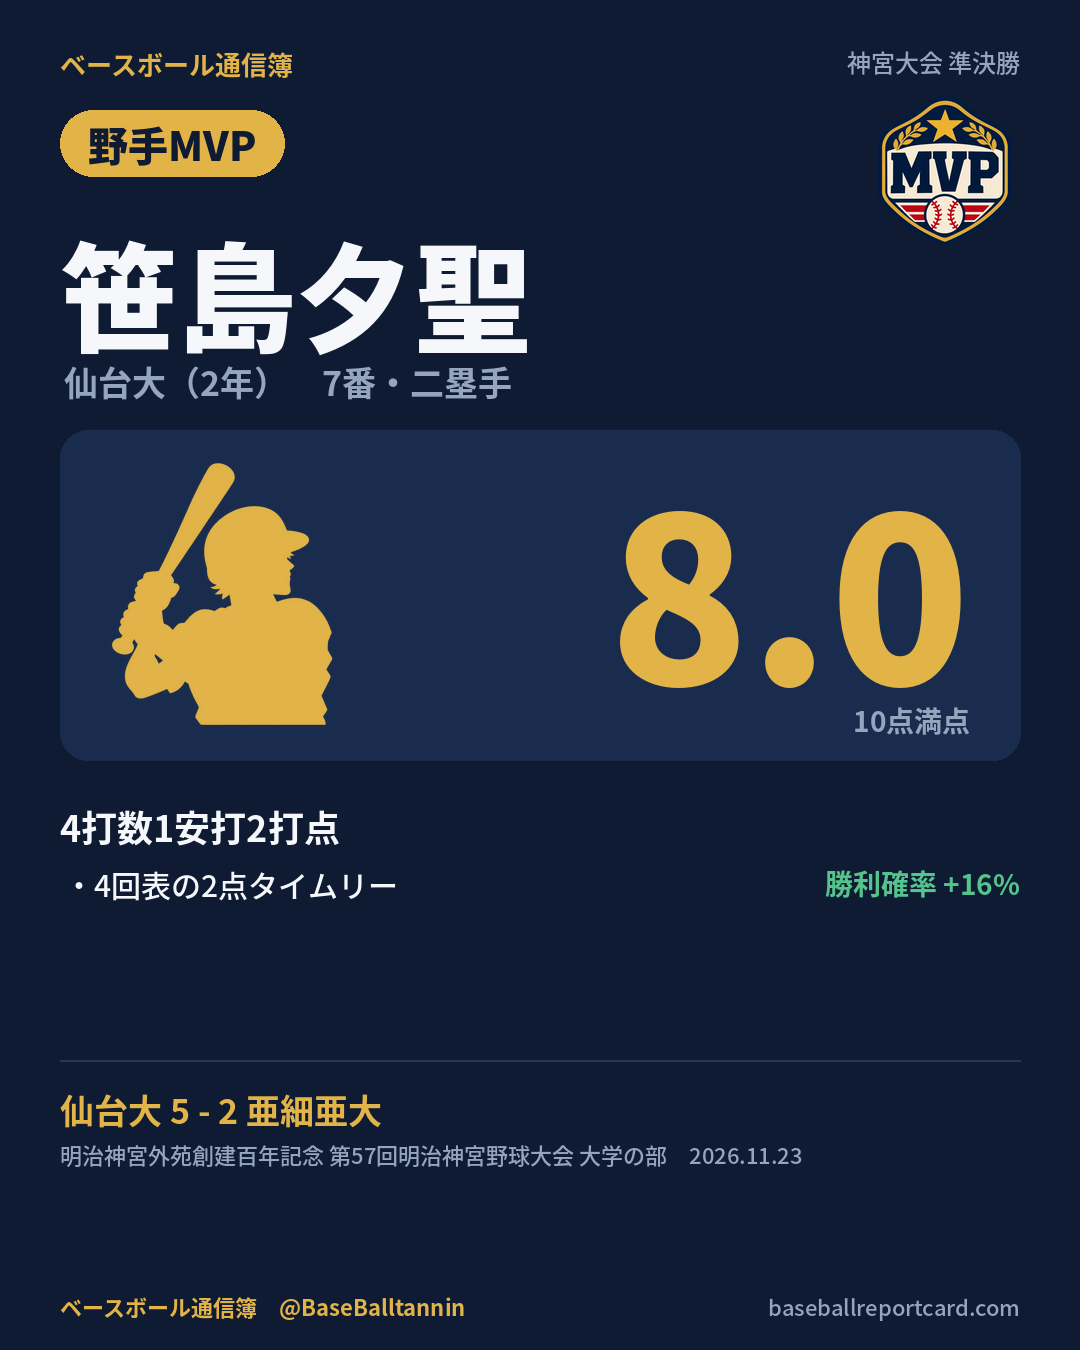 ベースボール通信簿
神宮大会 準決勝
野手MVP
MVP
笹島夕聖
仙台大（2年） 7番・二塁手
8.0
10点満点
4打数1安打2打点
・4回表の2点タイムリー 勝利確率 +16%
仙台大 5 - 2 亜細亜大
明治神宮外苑創建百年記念 第57回明治神宮野球大会 大学の部 2026.11.23
ベースボール通信簿 @BaseBalltannin
baseballreportcard.com